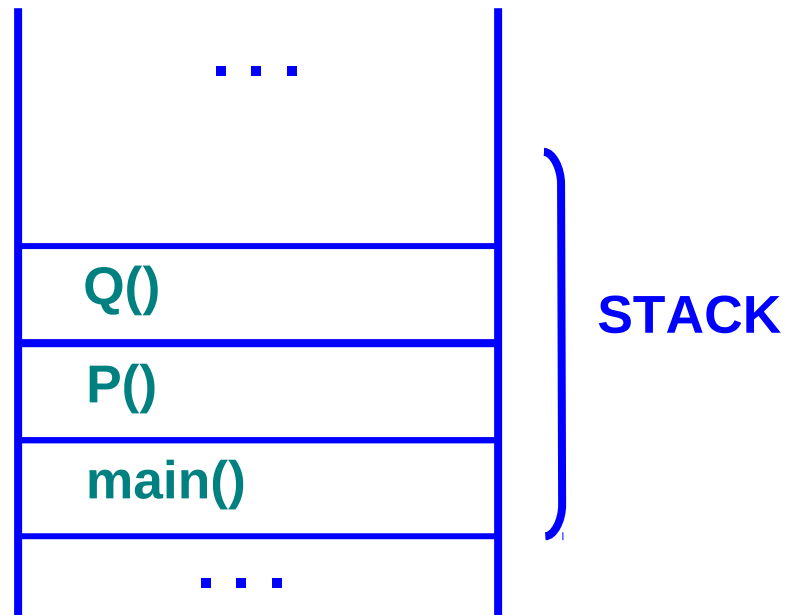 . . .
Q()
P()
STACK
main()
. . .